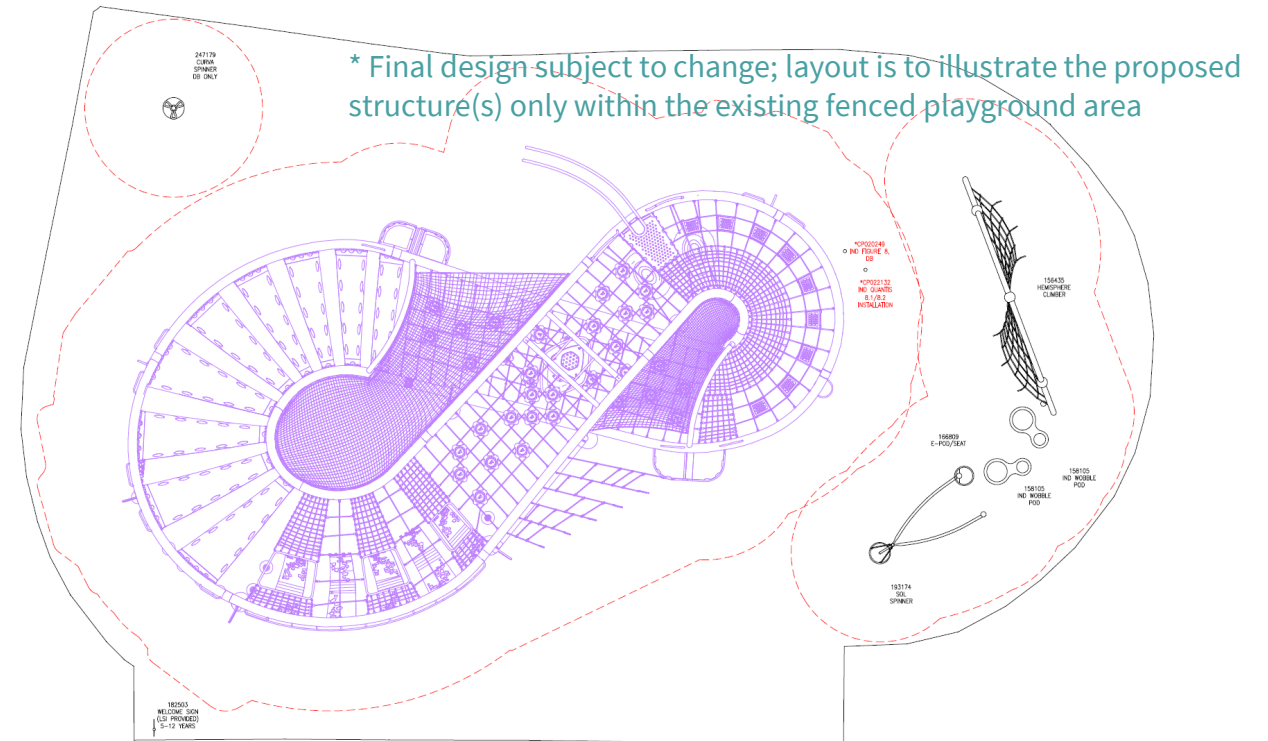 * Final design subject to change; layout is to illustrate the proposed
structure(s) only within the existing fenced playground area
247179
CURVA
SPINNER
DB ONLY
*CP020249
IND FIGURE 8,
DB
*CP022132
IND QUANTIS
8.1/8.2
INSTALLATION
156435
HEMISPHERE
CLIMBER
166809
E-POD/SEAT
158105
IND WOBBLE
POD
158105
IND WOBBLE
POD
193174
SOL
SPINNER
182503
WELCOME SIGN
(LSI PROVIDED)
5-12 YEARS